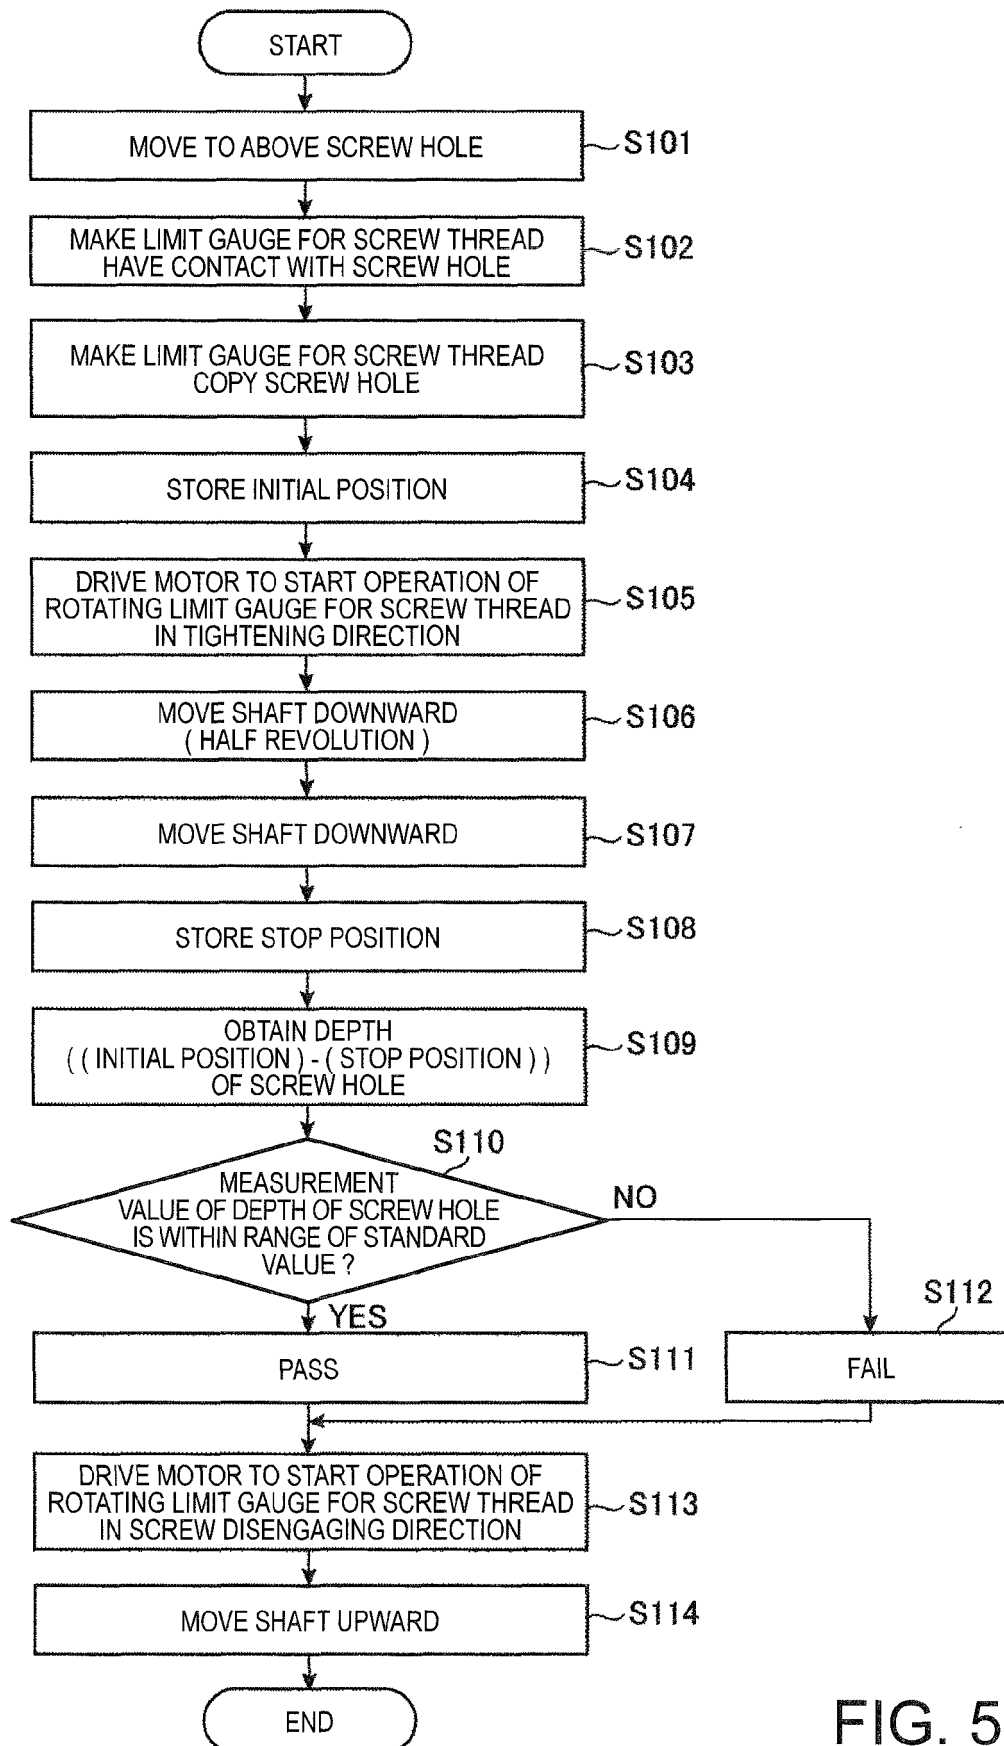 START
MOVE TO ABOVE SCREW HOLE
S101
MAKE LIMIT GAUGE FOR SCREW THREAD
HAVE CONTACT WITH SCREW HOLE
S102
MAKE LIMIT GAUGE FOR SCREW THREAD
COPY SCREW HOLE
S103
STORE INITIAL POSITION
S104
DRIVE MOTOR TO START OPERATION OF
ROTATING LIMIT GAUGE FOR SCREW THREAD
IN TIGHTENING DIRECTION
S105
MOVE SHAFT DOWNWARD
( HALF REVOLUTION )
S106
MOVE SHAFT DOWNWARD
S107
STORE STOP POSITION
S108
OBTAIN DEPTH
( ( INITIAL POSITION ) - ( STOP POSITION ) )
OF SCREW HOLE
S109
S110
MEASUREMENT
VALUE OF DEPTH OF SCREW HOLE
IS WITHIN RANGE OF STANDARD
VALUE ?
NO
YES
S112
PASS
S111
FAIL
DRIVE MOTOR TO START OPERATION OF
ROTATING LIMIT GAUGE FOR SCREW THREAD
IN SCREW DISENGAGING DIRECTION
S113
MOVE SHAFT UPWARD
S114
END
FIG. 5